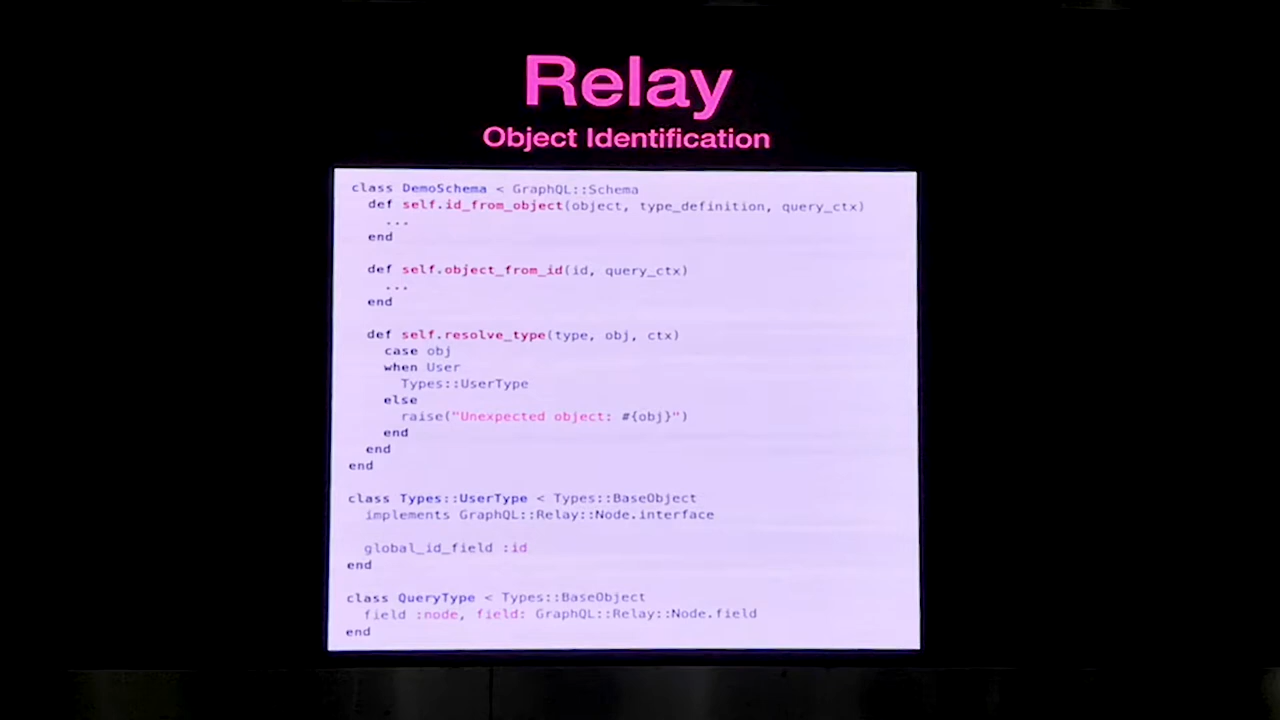 Relay
Object Identification
class DemoSchema < GraphQL::Schema
  def self.id_from_object(object, type_definition, query_ctx)
    ...
  end
  def self.object_from_id(id, query_ctx)
    ...
  end
  def self.resolve_type(type, obj, ctx)
    case obj
    when User
      Types::UserType
    else
      raise("Unexpected object: #{obj}")
    end
  end
end
class Types::UserType < Types::BaseObject
  implements GraphQL::Relay::Node.interface
  global_id_field :id
end
class QueryType < Types::BaseObject
  field :node, field: GraphQL::Relay::Node.field
end